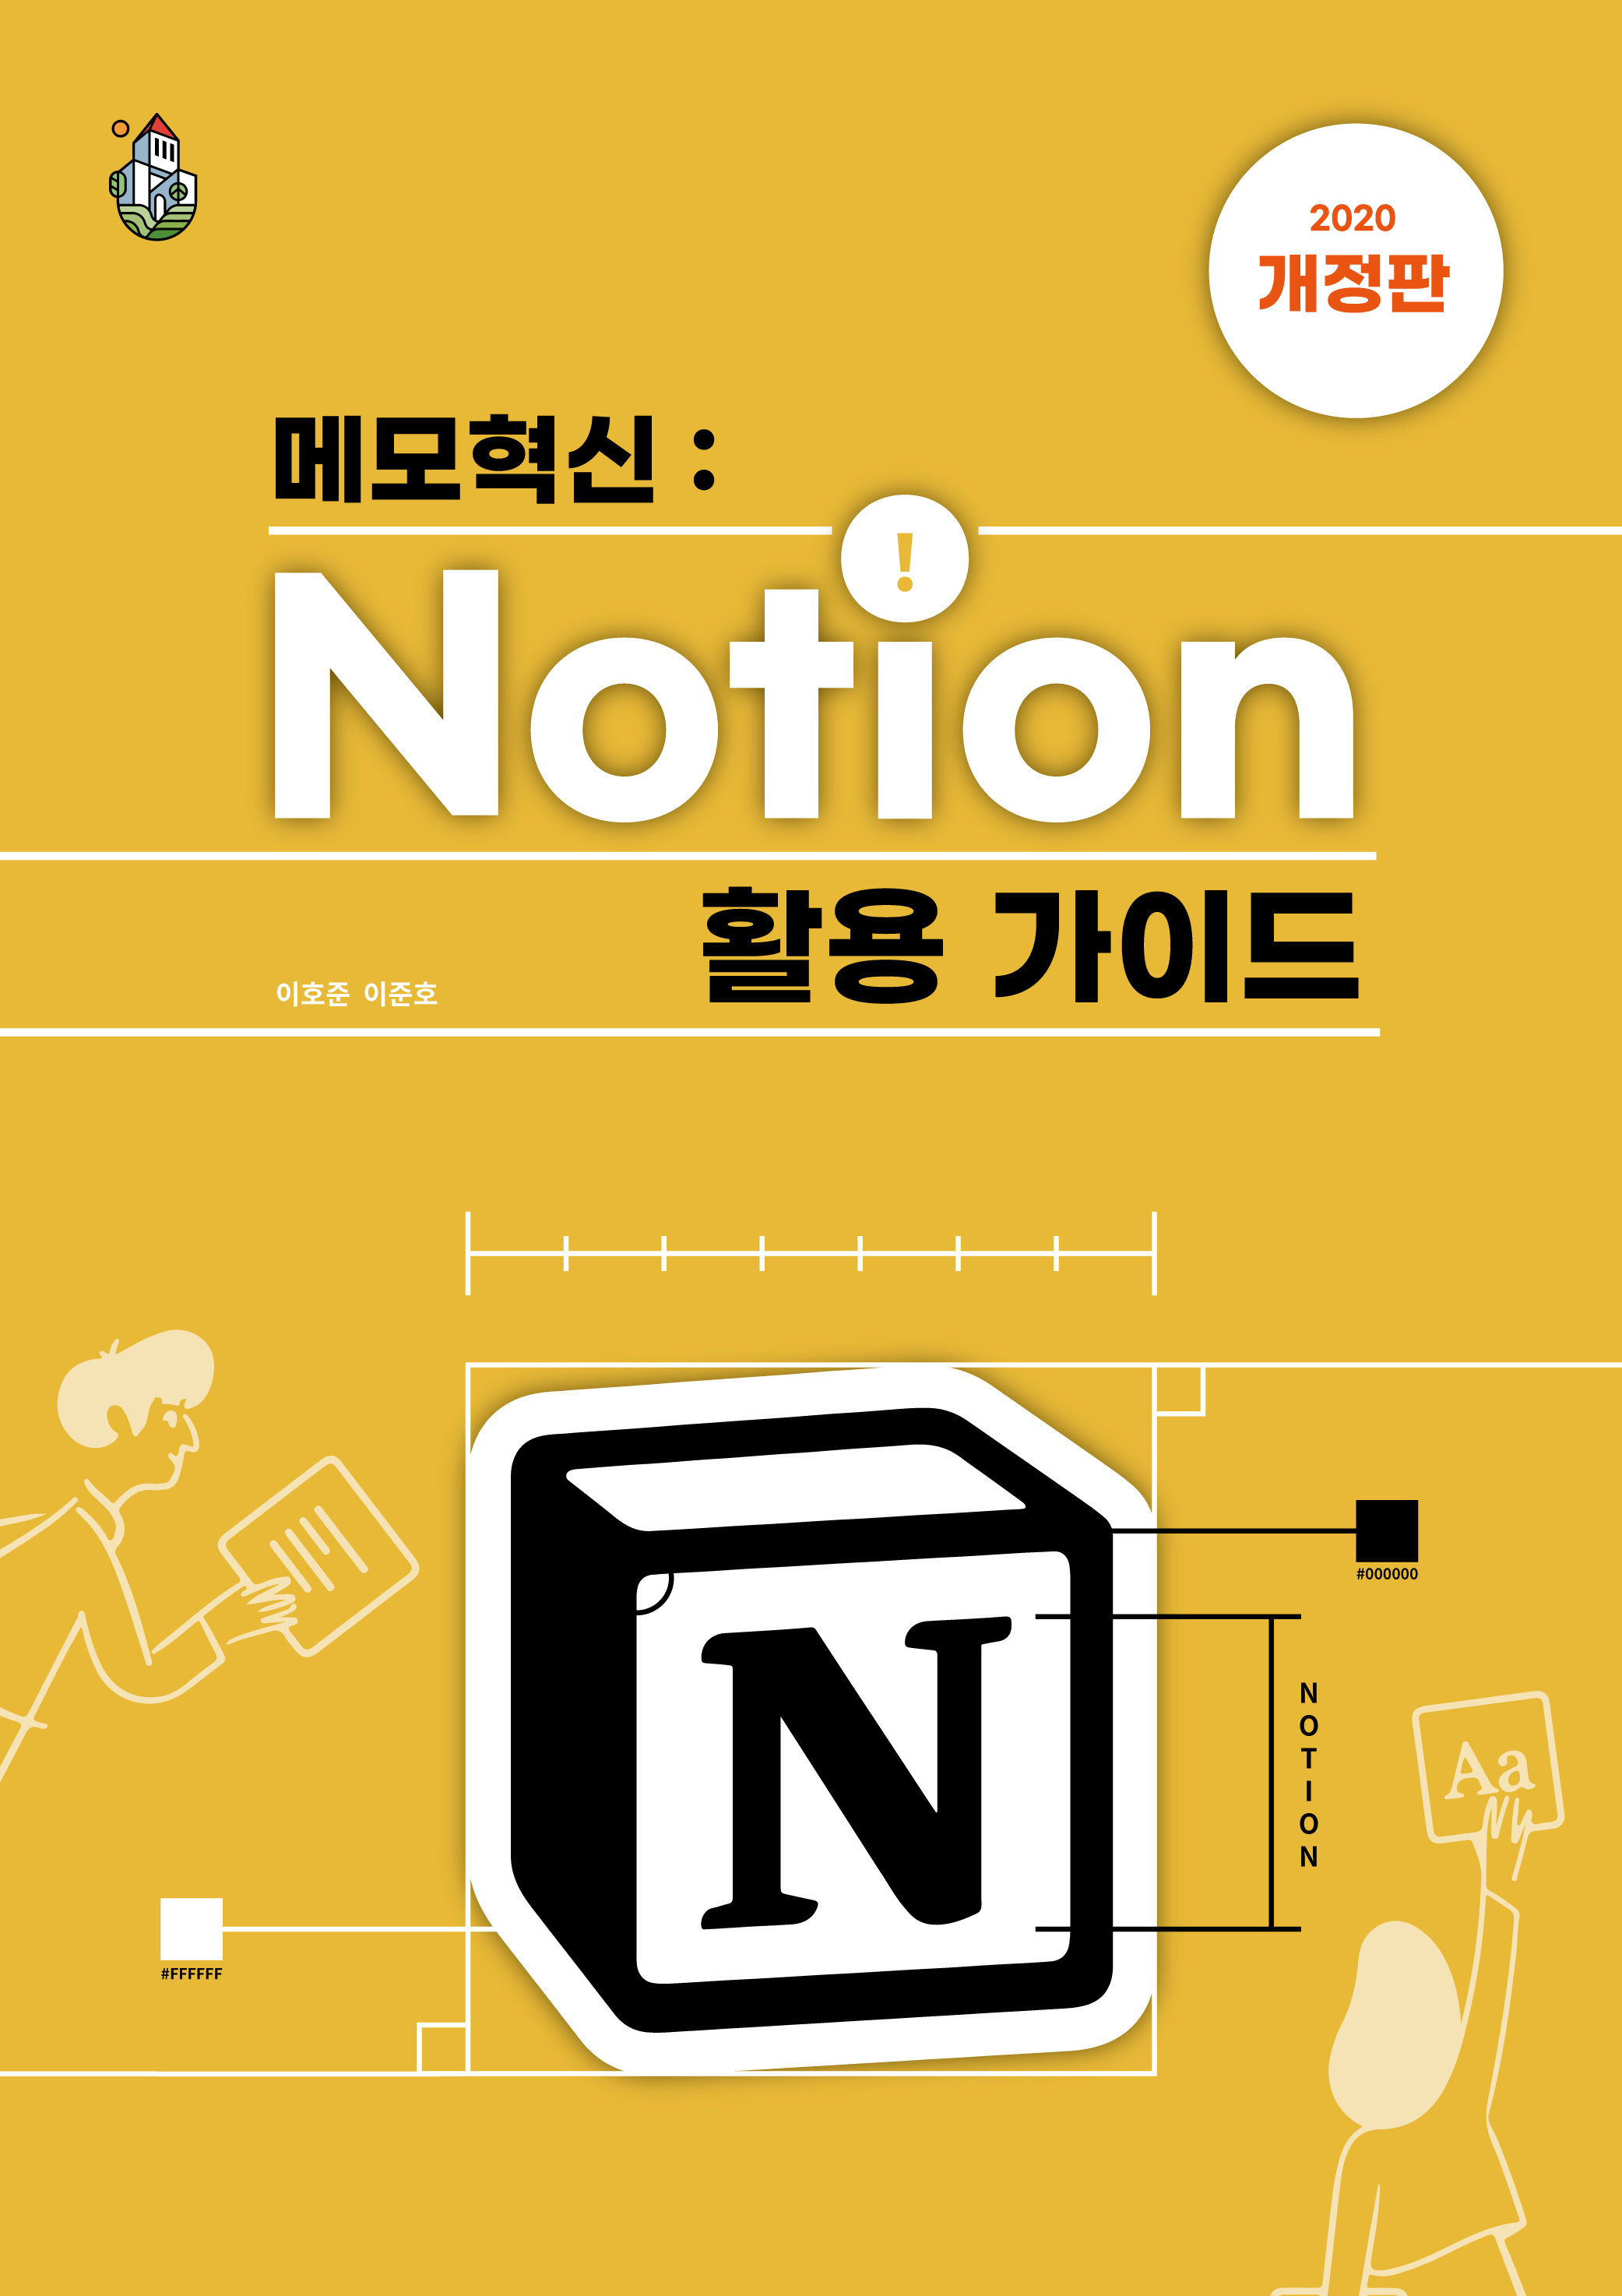 2020
개정판
메모혁신 :
!
Notion
활용 가이드
이호준 이준호
#000000
N
NOTION
Aa
#FFFFFF